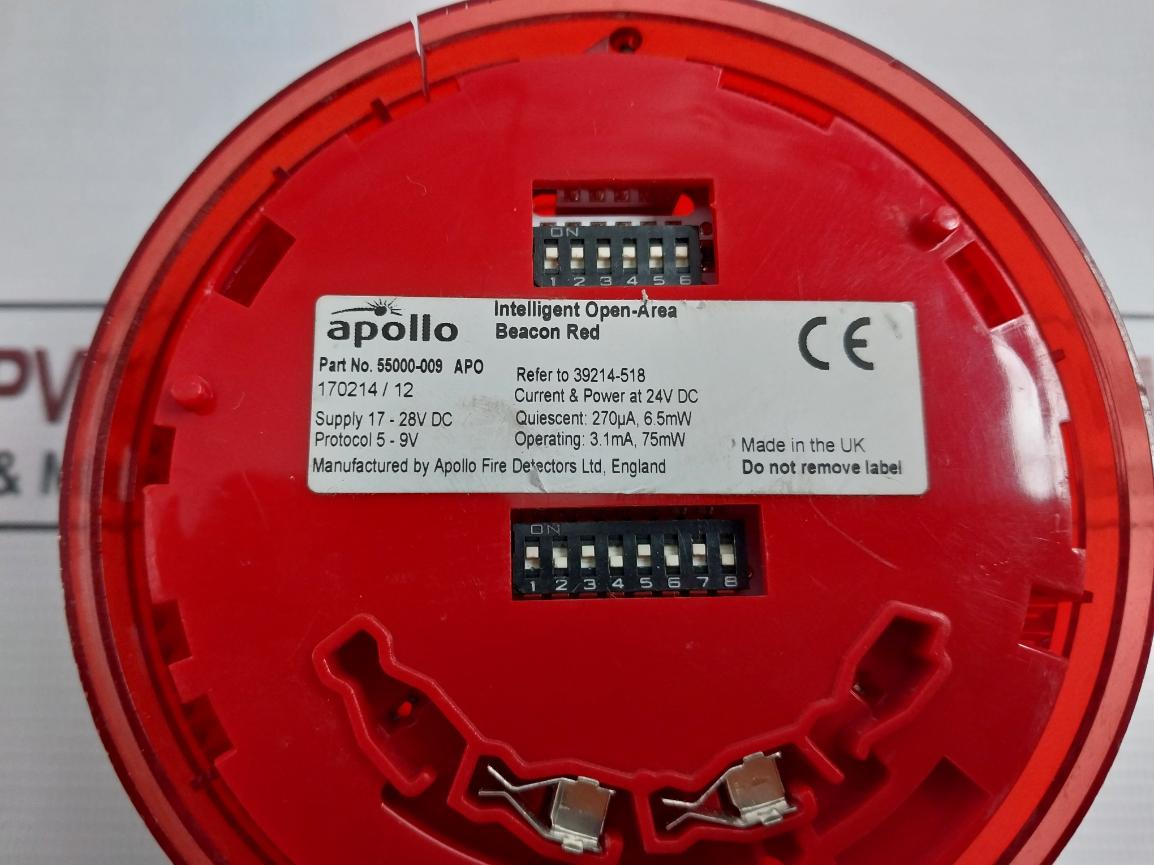 ON
1 2 3 4 5 6
apollo
Intelligent Open-Area
Beacon Red
CE
Part No. 55000-009 APO
170214 / 12
Supply 17 - 28V DC
Protocol 5 - 9V
Refer to 39214-518
Current & Power at 24V DC
Quiescent: 270µA, 6.5mW
Operating: 3.1mA, 75mW
Made in the UK
Manufactured by Apollo Fire Detectors Ltd, England
Do not remove label
ON
1 2 3 4 5 6 7 8